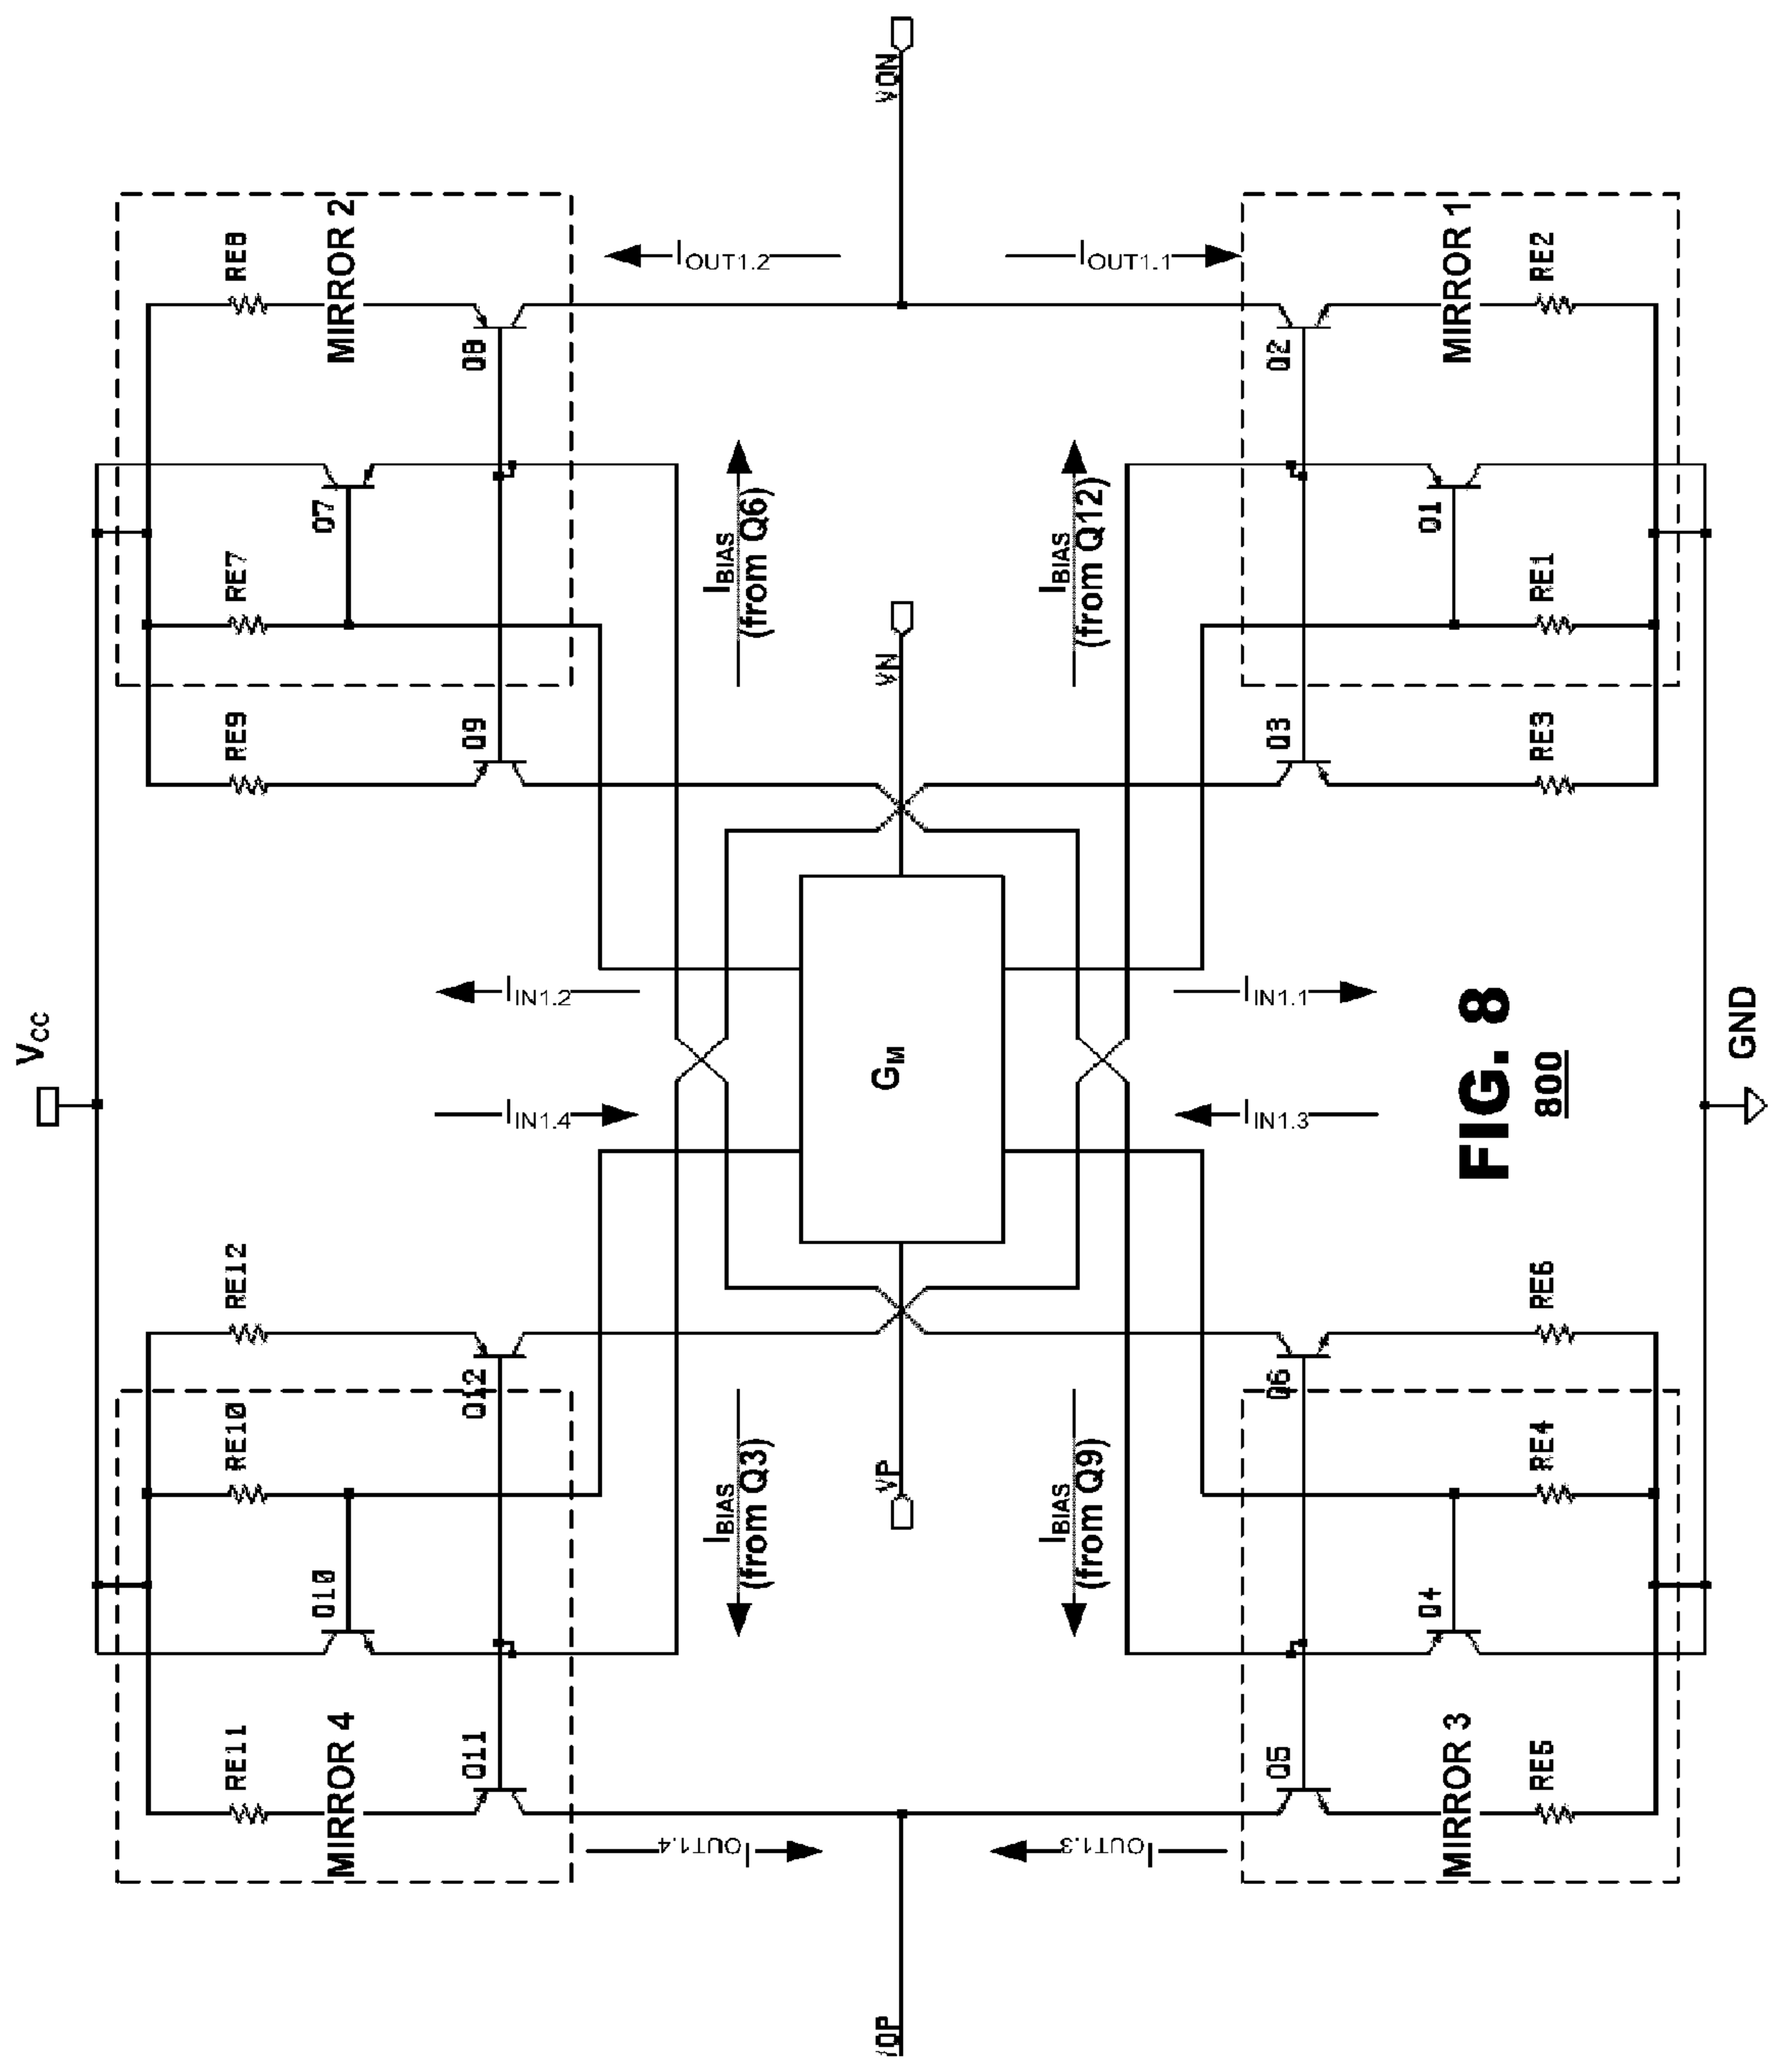 VON
MIRROR 2
RE8
Q8
Q7
RE7
RE9
Q9
IOUT1.2
IOUT1.1
MIRROR 1
RE2
Q2
Q1
RE1
RE3
Q3
IBIAS
(from Q6)
IBIAS
(from Q12)
VN
VCC
IIN1.2
IIN1.1
IIN1.4
IIN1.3
GM
FIG. 8
800
GND
RE12
Q12
RE10
Q10
RE11
Q11
MIRROR 4
IBIAS
(from Q3)
IBIAS
(from Q9)
VP
RE6
Q6
RE4
Q4
RE5
Q5
MIRROR 3
IOUT1.4
IOUT1.3